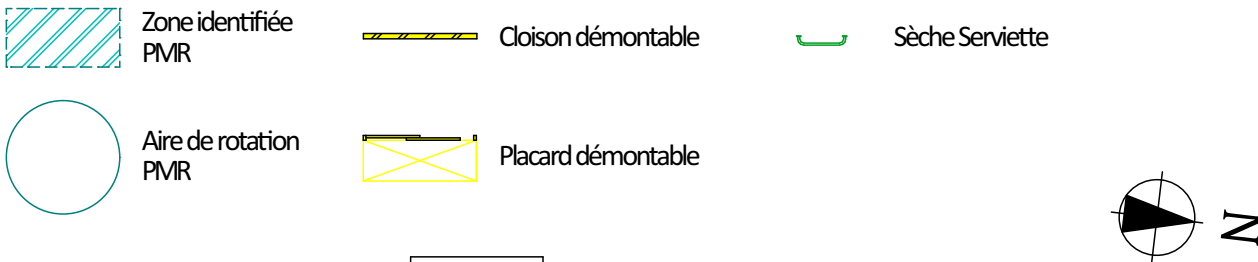 Zone identifiée
PMR
Cloison démontable
Sèche Serviette
Aire de rotation
PMR
Placard démontable
N